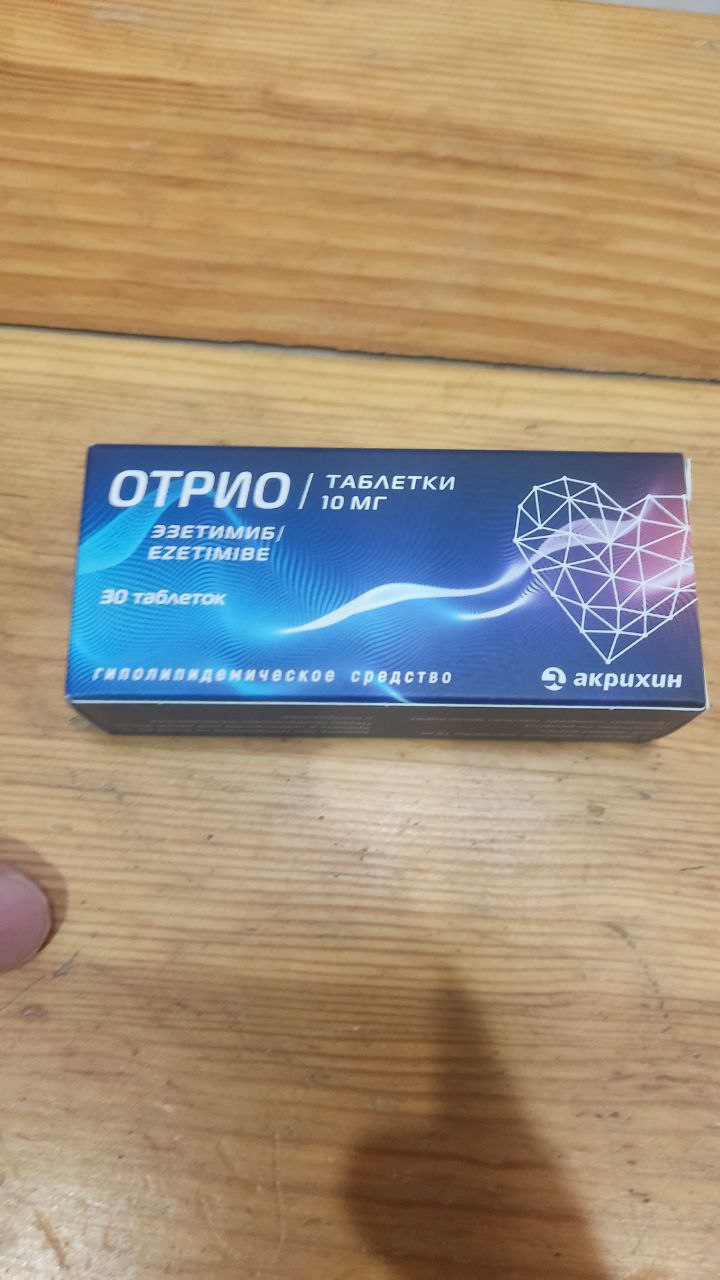 ОТРИО / ТАБЛЕТКИ
10 МГ
ЭЗЕТИМИБ/
EZETIMIBE
30 таблеток
гиполипидемическое средство
акрихин